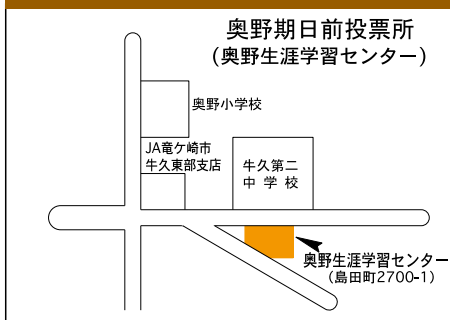 奥野期日前投票所
(奥野生涯学習センター)
奥野小学校
JA竜ケ崎市
牛久東部支店
牛久第二
中学校
奥野生涯学習センター
(島田町2700-1)